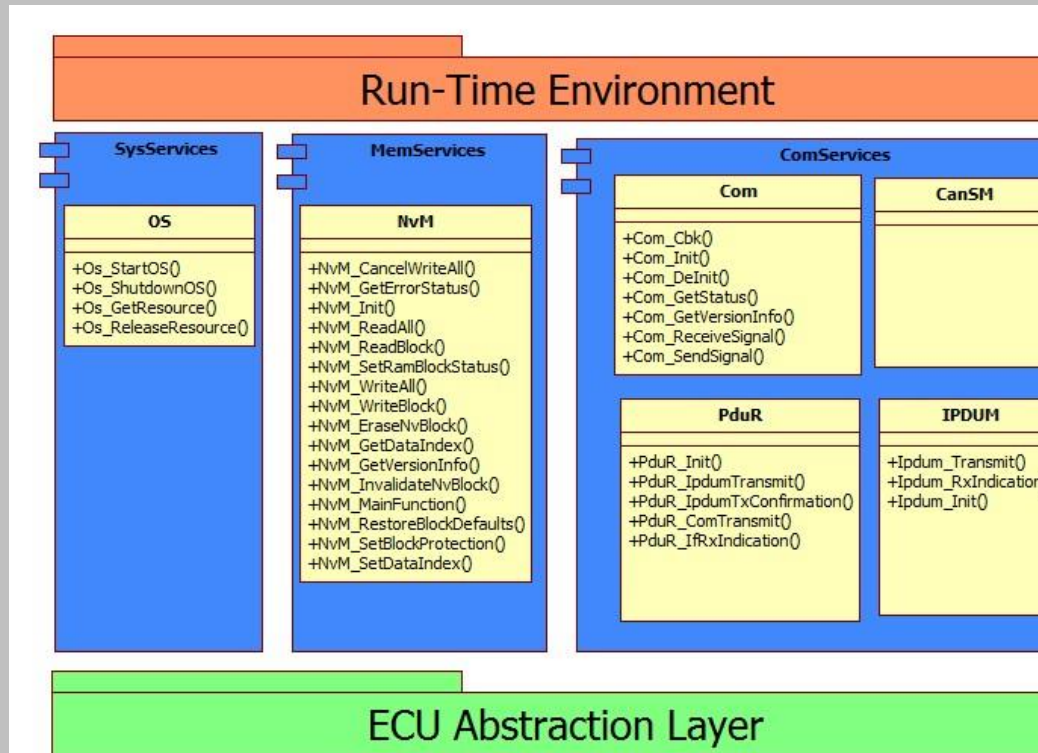 Run-Time Environment
SysServices
OS
+Os_StartOS()
+Os_ShutdownOS()
+Os_GetResource()
+Os_ReleaseResource()
MemServices
NvM
+NvM_CancelWriteAll()
+NvM_GetErrorStatus()
+NvM_Init()
+NvM_ReadAll()
+NvM_ReadBlock()
+NvM_SetRamBlockStatus()
+NvM_WriteAll()
+NvM_WriteBlock()
+NvM_EraseNvBlock()
+NvM_GetDataIndex()
+NvM_GetVersionInfo()
+NvM_InvalidateNvBlock()
+NvM_MainFunction()
+NvM_RestoreBlockDefaults()
+NvM_SetBlockProtection()
+NvM_SetDataIndex()
ComServices
Com
+Com_Cbk()
+Com_Init()
+Com_DeInit()
+Com_GetStatus()
+Com_GetVersionInfo()
+Com_ReceiveSignal()
+Com_SendSignal()
CanSM
PduR
+PduR_Init()
+PduR_IpdumTransmit()
+PduR_IpdumTxConfirmation()
+PduR_ComTransmit()
+PduR_IfRxIndication()
IPDUM
+Ipdum_Transmit()
+Ipdum_RxIndication
+Ipdum_Init()
ECU Abstraction Layer